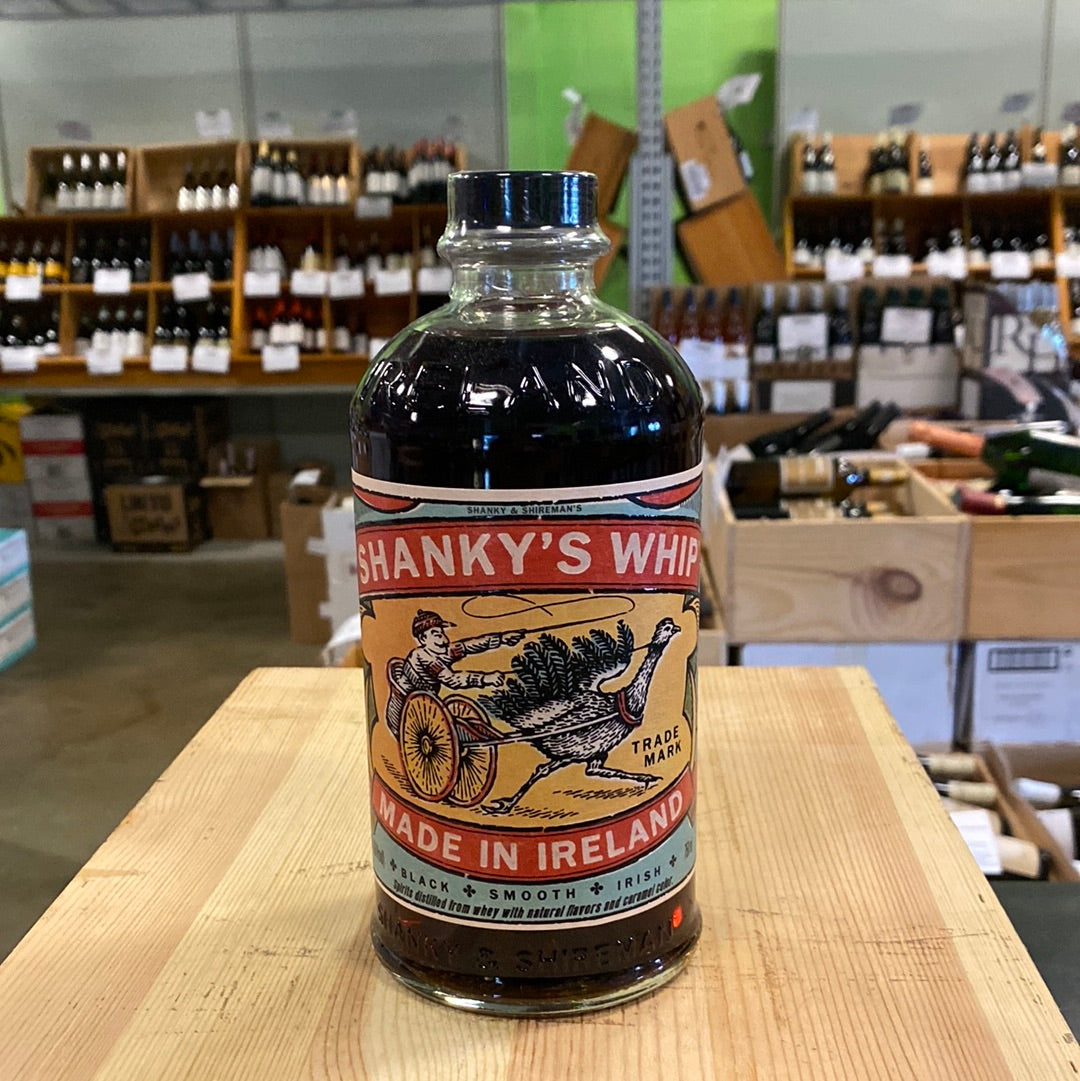 IRELAND
SHANKY & SHIREMAN'S
SHANKY'S WHIP
TRADE
MARK
MADE IN IRELAND
BLACK ✤ SMOOTH ✤ IRISH
Spirits distilled from whey with natural flavors and caramel color.
SHANKY & SHIREMAN